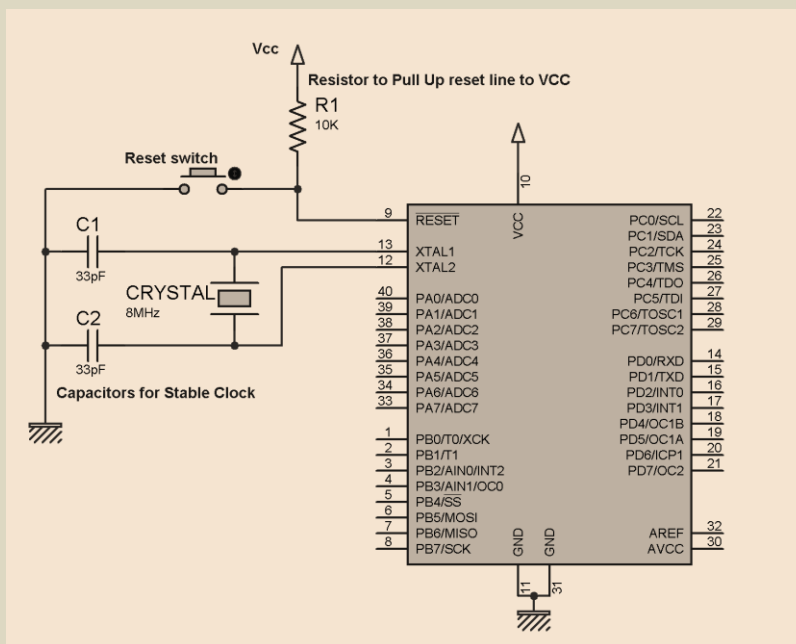 Vcc
Resistor to Pull Up reset line to VCC
R1
10K
Reset switch
C1
33pF
CRYSTAL
8MHz
C2
33pF
Capacitors for Stable Clock
10
VCC
9 RESET
13 XTAL1
12 XTAL2
40 PA0/ADC0
39 PA1/ADC1
38 PA2/ADC2
37 PA3/ADC3
36 PA4/ADC4
35 PA5/ADC5
34 PA6/ADC6
33 PA7/ADC7
1 PB0/T0/XCK
2 PB1/T1
3 PB2/AIN0/INT2
4 PB3/AIN1/OC0
5 PB4/SS
6 PB5/MOSI
7 PB6/MISO
8 PB7/SCK
PC0/SCL 22
PC1/SDA 23
PC2/TCK 24
PC3/TMS 25
PC4/TDO 26
PC5/TDI 27
PC6/TOSC1 28
PC7/TOSC2 29
PD0/RXD 14
PD1/TXD 15
PD2/INT0 16
PD3/INT1 17
PD4/OC1B 18
PD5/OC1A 19
PD6/ICP1 20
PD7/OC2 21
AREF 32
AVCC 30
GND
GND
11
31